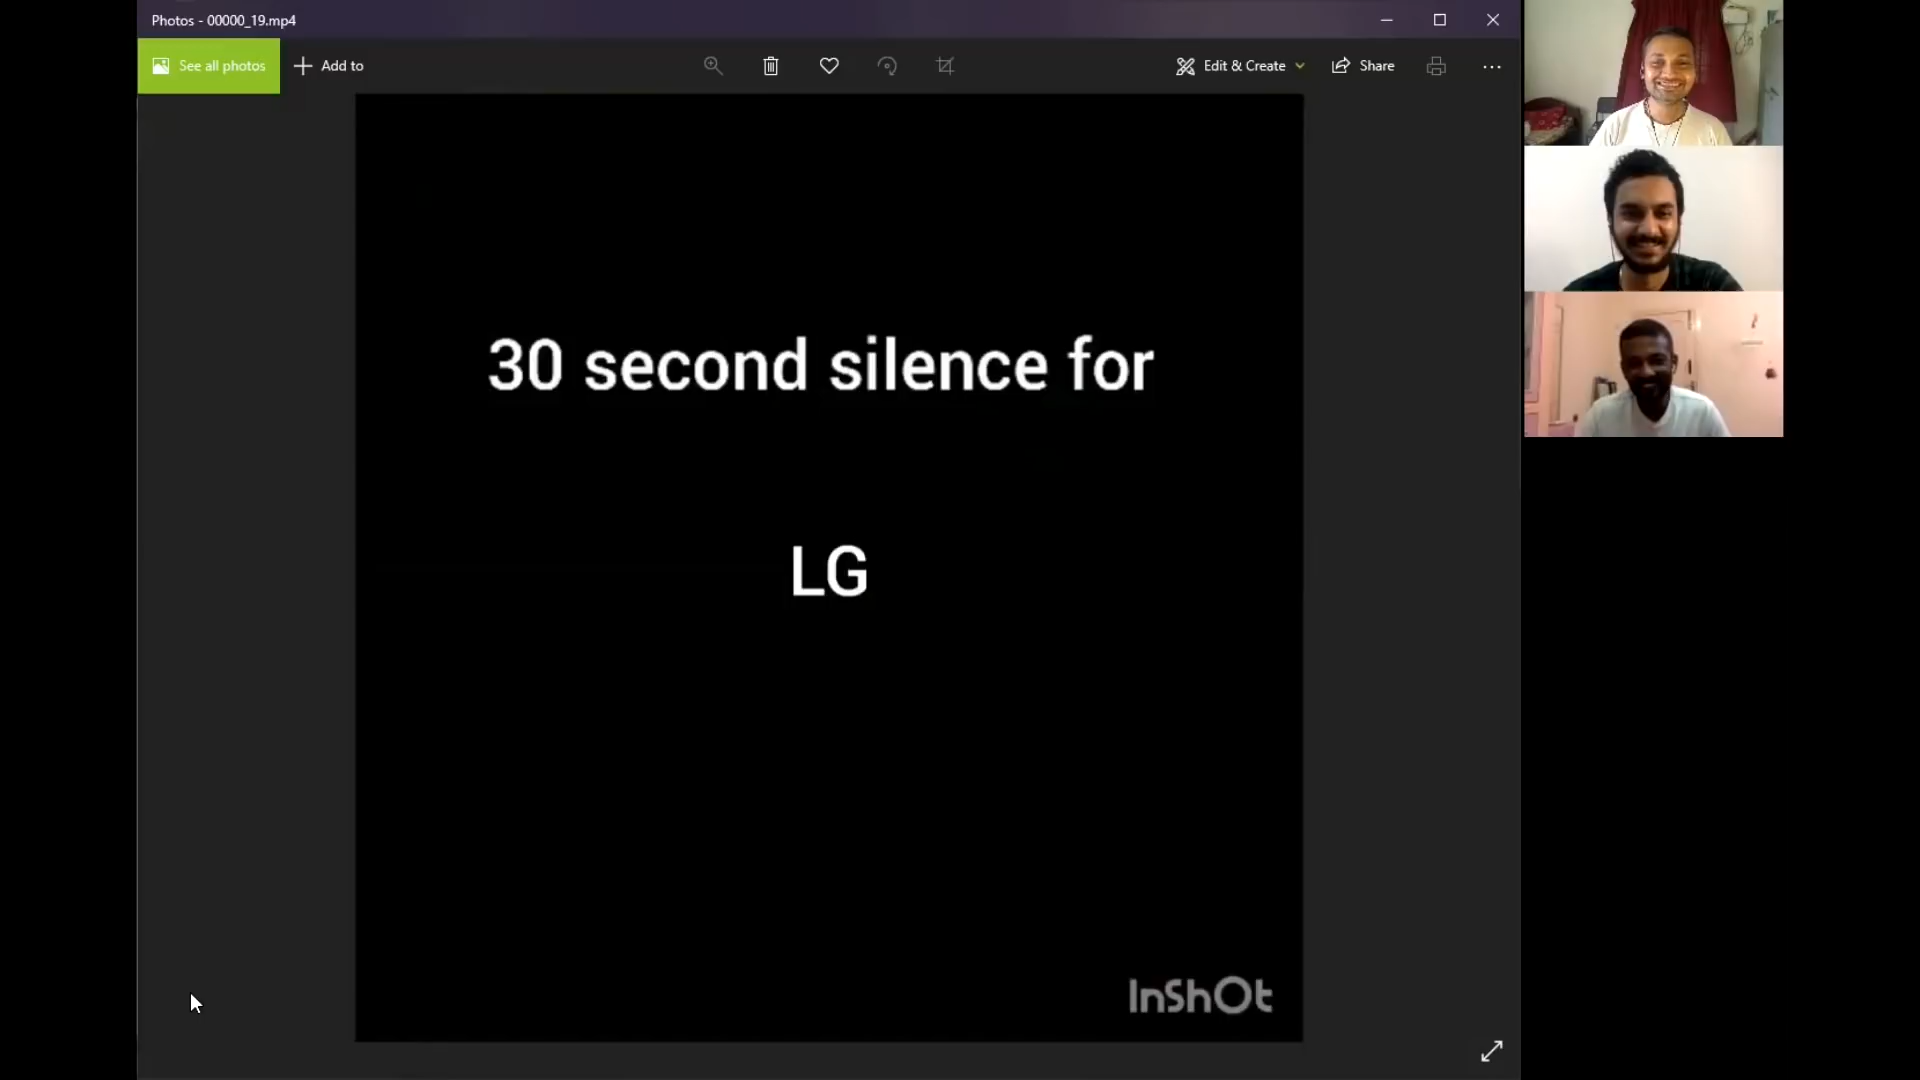 Photos - 00000_19.mp4
See all photos
Add to
Edit & Create
Share
30 second silence for
LG
InShOt